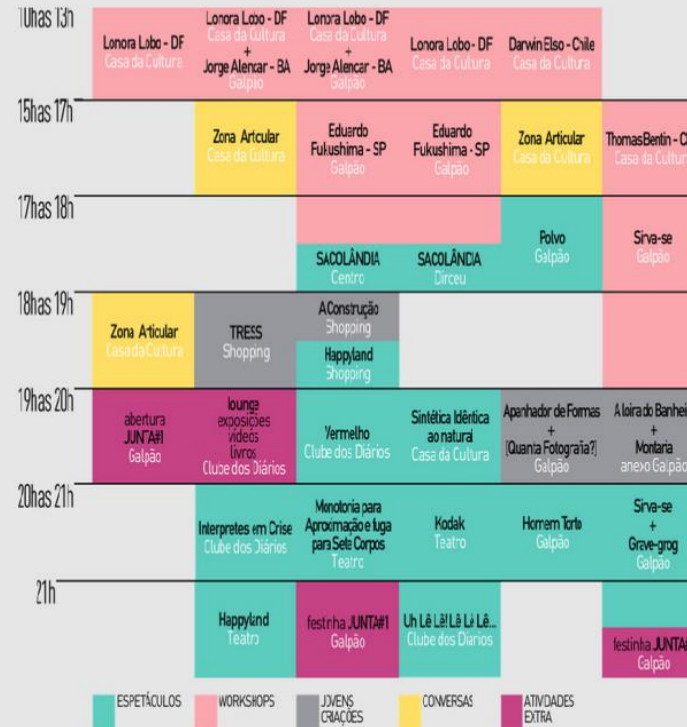 10has 13h
Lonora Lobo - DF
Casa da Cultura
Lonora Lobo - DF
Casa da Cultura
+
Jorge Alencar - BA
Galpão
Lonora Lobo - DF
Casa da Cultura
+
Jorge Alencar - BA
Galpão
Lonora Lobo - DF
Casa da Cultura
Darwin Elso - Chile
Casa da Cultura
15has 17h
Zona Artcular
Casa da Cultura
Eduardo
Fukushima - SP
Galpão
Eduardo
Fukushima - SP
Galpão
Zona Articular
Casa da Cultura
Thomas Bentin - C
Casa da Cultur
17has 18h
SACOLÂNDIA
Centro
SACOLÂNDIA
Dirceu
Polvo
Galpão
Sirva-se
Galpão
18has 19h
Zona Articular
Casa da Cultura
TRESS
Shopping
A Construção
Shopping
Happyland
Shopping
19has 20h
abertura
JUNTA#1
Galpão
lounge
exposições
vídeos
livros
Clube dos Diários
Vermelho
Clube dos Diários
Sintética Idêntica
ao natural
Casa da Cultura
Apanhador de Formas
+
(Quanta Fotografia?)
Galpão
A loira do Banhei
+
Montaria
anexo Galpão
20has 21h
Interpretes em Crise
Clube dos Diários
Monotonia para
Aproximação e fuga
para Sete Corpos
Teatro
Kodak
Teatro
Homem Torto
Galpão
Sirva-se
+
Grave-grog
Galpão
21h
Happyland
Teatro
festinha JUNTA#1
Galpão
Uh Lê Lê! Lá Lê Lê...
Clube dos Diarios
festinha JUNTA
Galpão
ESPETÁCULOS
WORKSHOPS
JOVENS
CRIAÇÕES
CONVERSAS
ATIVIDADES
EXTRA